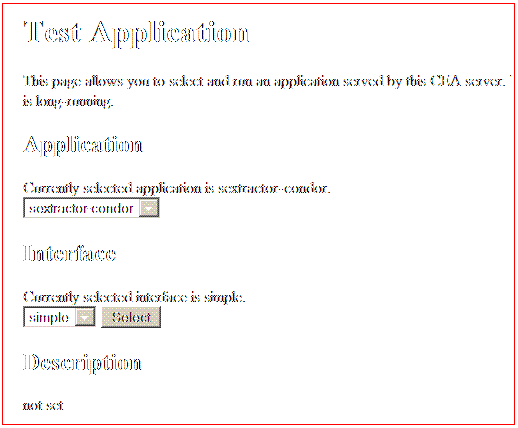 Test Application
This page allows you to select and run an application served by this CEA server.
is long-running.
Application
Currently selected application is sextractor-condor.
sextractor-condor
Interface
Currently selected interface is simple.
simple Select
Description
not set